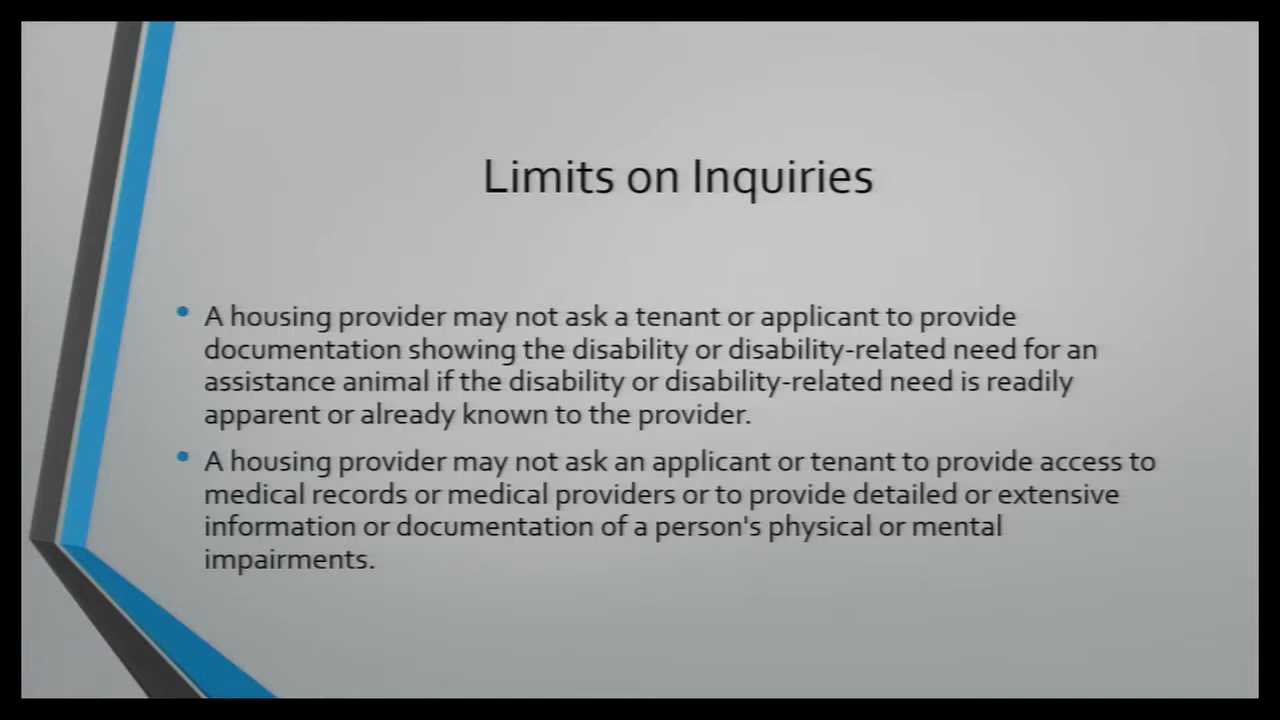 Limits on Inquiries
• A housing provider may not ask a tenant or applicant to provide
documentation showing the disability or disability-related need for an
assistance animal if the disability or disability-related need is readily
apparent or already known to the provider.
• A housing provider may not ask an applicant or tenant to provide access to
medical records or medical providers or to provide detailed or extensive
information or documentation of a person's physical or mental
impairments.